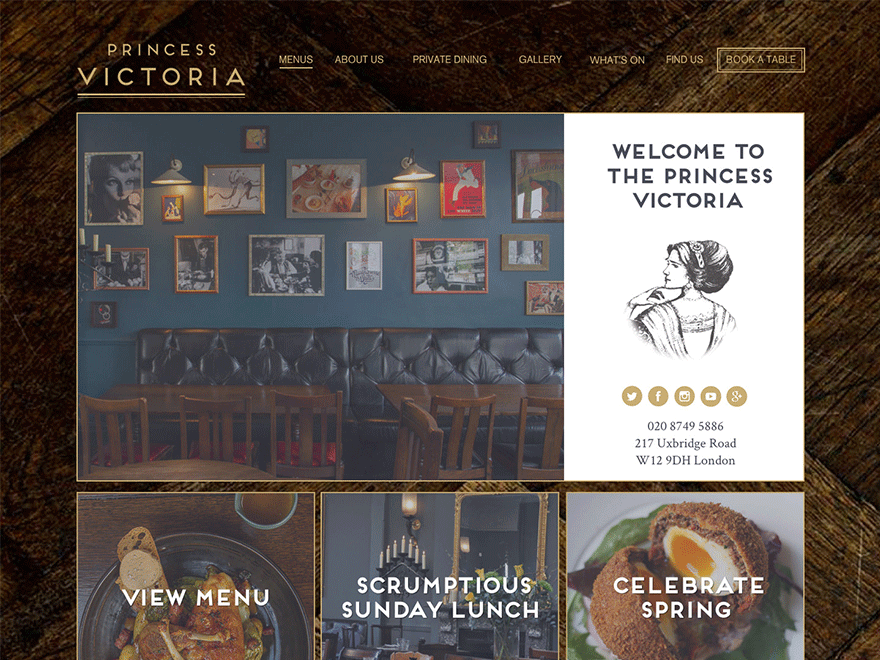 PRINCESS
VICTORIA
MENUS
ABOUT US
PRIVATE DINING
GALLERY
WHAT'S ON
FIND US
BOOK A TABLE
WELCOME TO
THE PRINCESS
VICTORIA
020 8749 5886
217 Uxbridge Road
W12 9DH London
VIEW MENU
SCRUMPTIOUS
SUNDAY LUNCH
CELEBRATE
SPRING